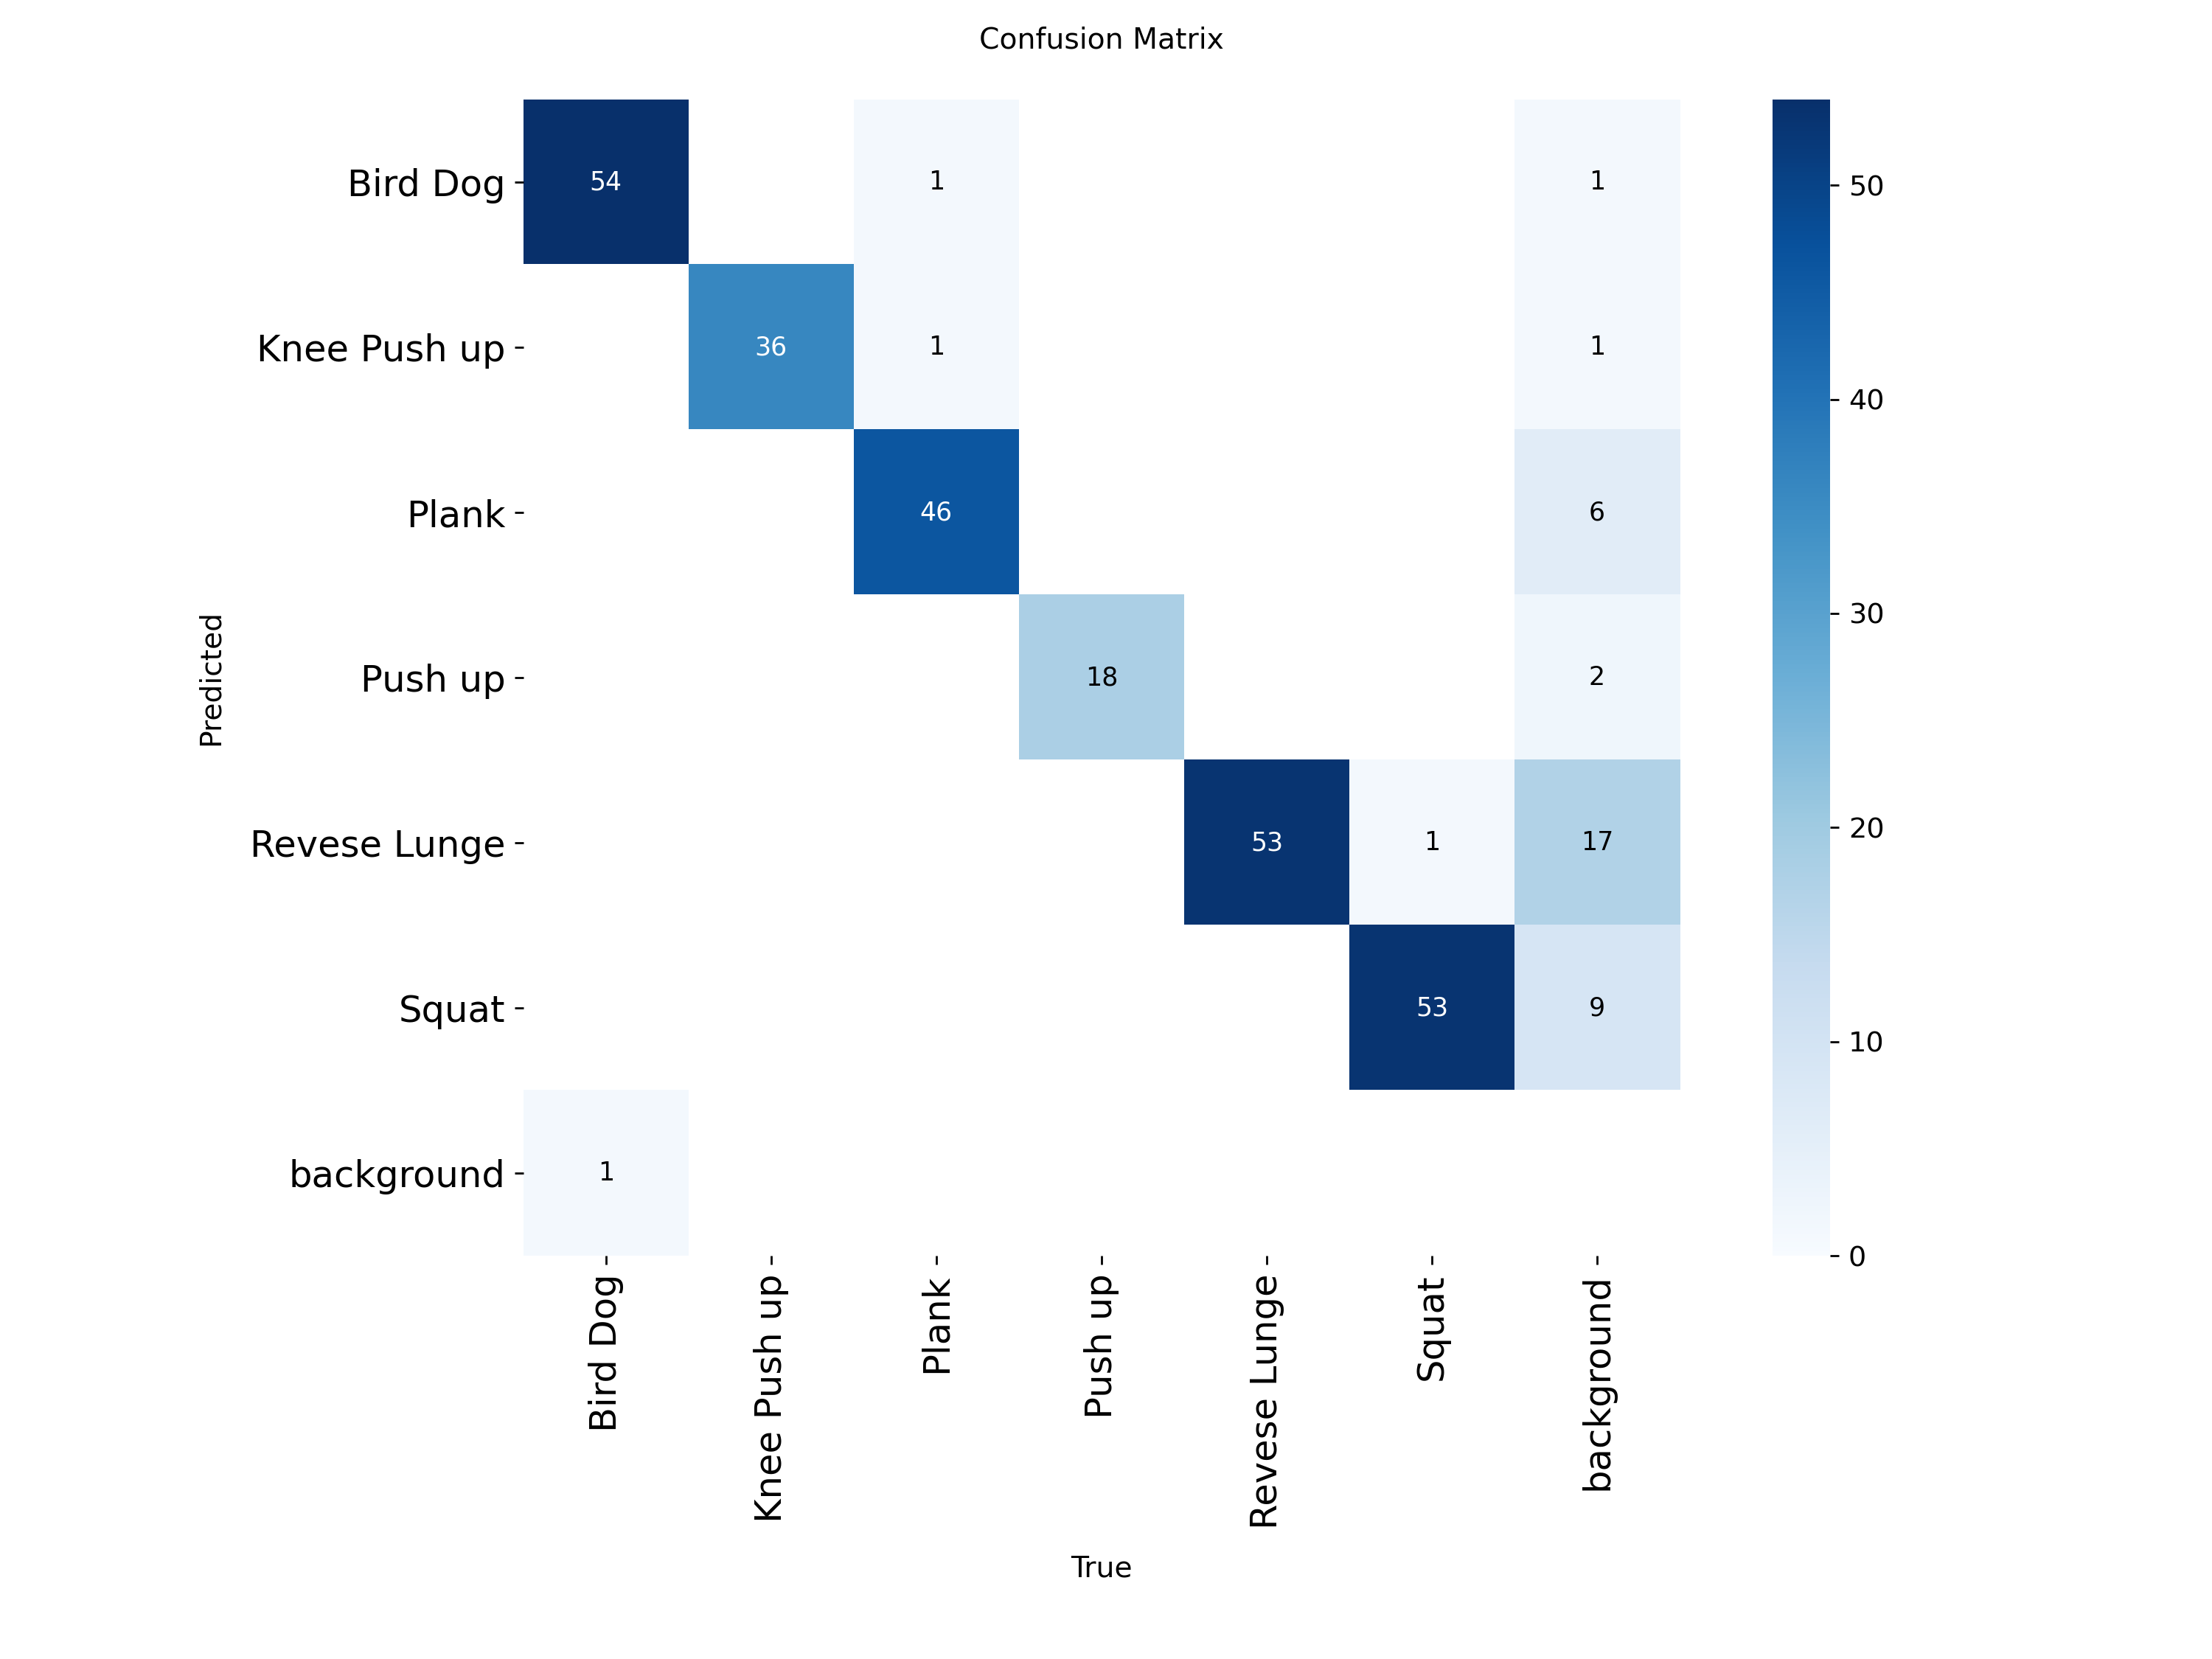 Confusion Matrix
Bird Dog 54 1 1
50
Knee Push up 36 1 1
40
Plank 46 6
30
Predicted
Push up 18 2
Revese Lunge 53 1 17
20
Squat 53 9
10
background 1
0
Bird Dog
Knee Push up
Plank
Push up
Revese Lunge
Squat
background
True